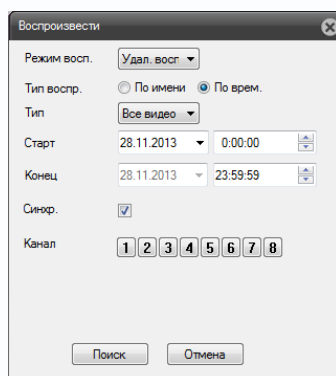 Воспроизвести
Режим восп. Удал. восп
Тип воспр. По имени По врем.
Тип Все видео
Старт 28.11.2013 0:00:00
Конец 28.11.2013 23:59:59
Синхр.
Канал 1 2 3 4 5 6 7 8
Поиск Отмена